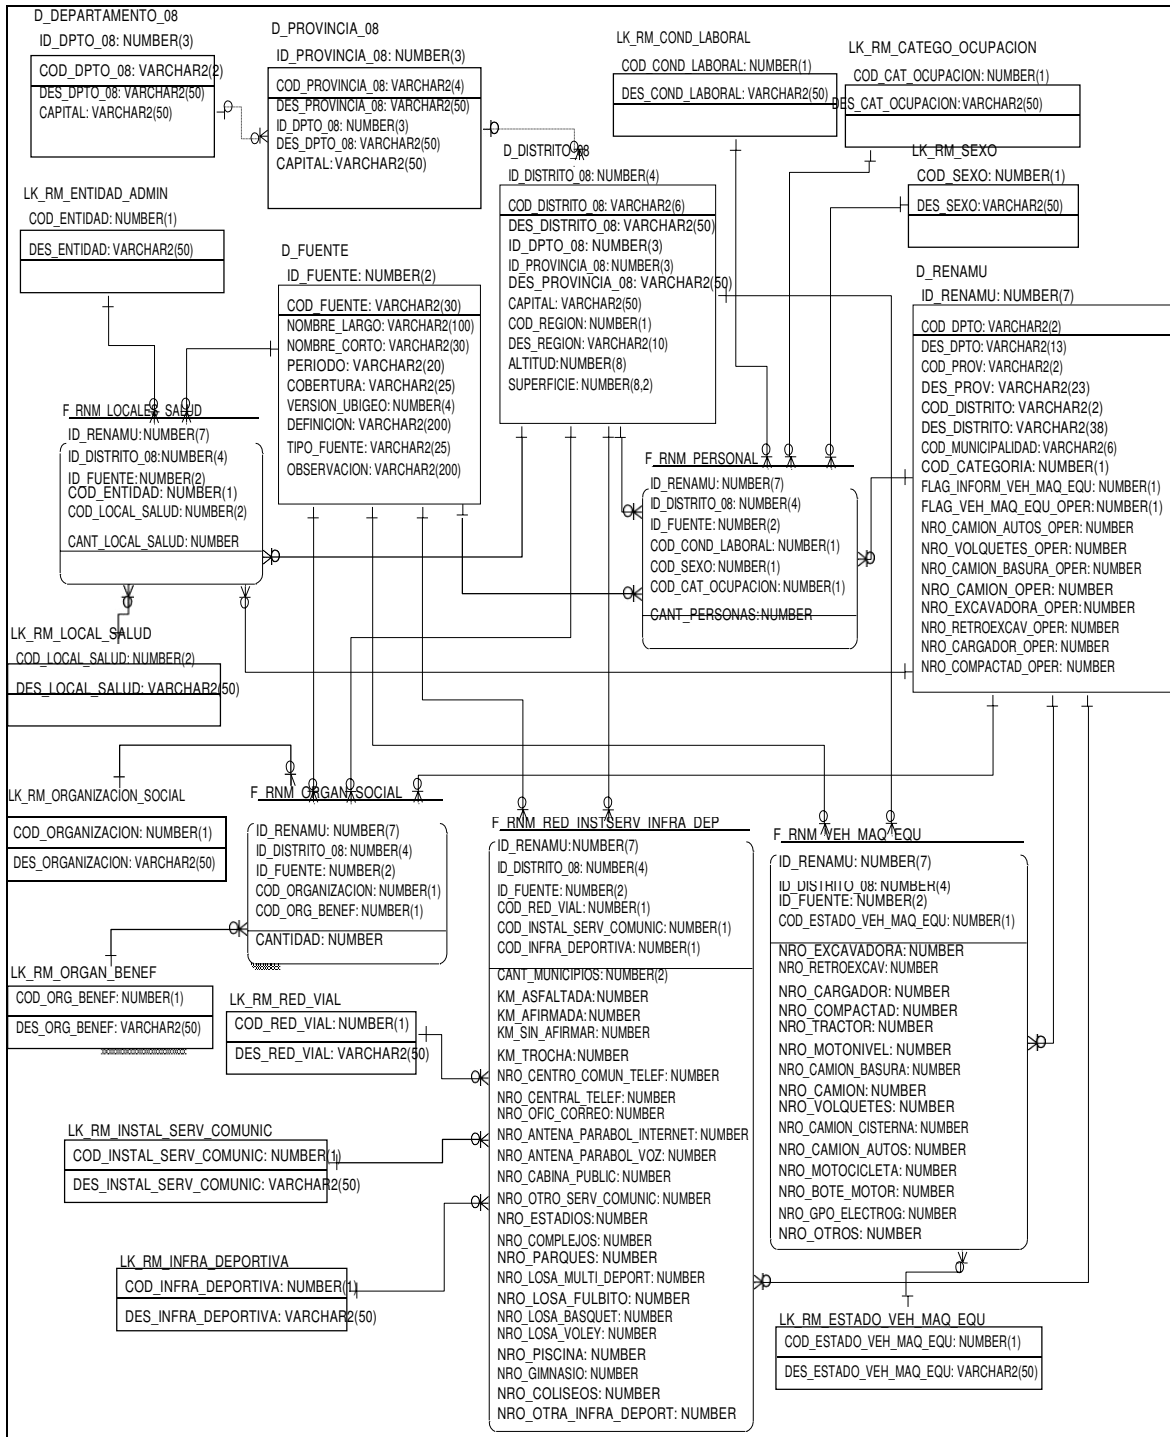 D_DEPARTAMENTO_08
ID_DPTO_08: NUMBER(3)
COD_DPTO_08: VARCHAR2(2)
DES_DPTO_08: VARCHAR2(50)
CAPITAL: VARCHAR2(50)
D_PROVINCIA_08
ID_PROVINCIA_08: NUMBER(3)
COD_PROVINCIA_08: VARCHAR2(4)
DES_PROVINCIA_08: VARCHAR2(50)
ID_DPTO_08: NUMBER(3)
DES_DPTO_08: VARCHAR2(50)
CAPITAL: VARCHAR2(50)
LK_RM_COND_LABORAL
COD_COND_LABORAL: NUMBER(1)
DES_COND_LABORAL: VARCHAR2(50)
LK_RM_CATEGO_OCUPACION
COD_CAT_OCUPACION: NUMBER(1)
DES_CAT_OCUPACION: VARCHAR2(50)
LK_RM_SEXO
COD_SEXO: NUMBER(1)
DES_SEXO: VARCHAR2(50)
D_DISTRITO_08
ID_DISTRITO_08: NUMBER(4)
COD_DISTRITO_08: VARCHAR2(6)
DES_DISTRITO_08: VARCHAR2(50)
ID_DPTO_08: NUMBER(3)
ID_PROVINCIA_08: NUMBER(3)
DES_PROVINCIA_08: VARCHAR2(50)
CAPITAL: VARCHAR2(50)
COD_REGION: NUMBER(1)
DES_REGION: VARCHAR2(10)
ALTITUD: NUMBER(8)
SUPERFICIE: NUMBER(8,2)
LK_RM_ENTIDAD_ADMIN
COD_ENTIDAD: NUMBER(1)
DES_ENTIDAD: VARCHAR2(50)
D_FUENTE
ID_FUENTE: NUMBER(2)
COD_FUENTE: VARCHAR2(30)
NOMBRE_LARGO: VARCHAR2(100)
NOMBRE_CORTO: VARCHAR2(30)
PERIODO: VARCHAR2(20)
COBERTURA: VARCHAR2(25)
VERSION_UBIGEO: NUMBER(4)
DEFINICION: VARCHAR2(200)
TIPO_FUENTE: VARCHAR2(25)
OBSERVACION: VARCHAR2(200)
D_RENAMU
ID_RENAMU: NUMBER(7)
COD_DPTO: VARCHAR2(2)
DES_DPTO: VARCHAR2(13)
COD_PROV: VARCHAR2(2)
DES_PROV: VARCHAR2(23)
COD_DISTRITO: VARCHAR2(2)
DES_DISTRITO: VARCHAR2(38)
COD_MUNICIPALIDAD: VARCHAR2(6)
COD_CATEGORIA: NUMBER(1)
FLAG_INFORM_VEH_MAQ_EQU: NUMBER(1)
FLAG_VEH_MAQ_EQU_OPER: NUMBER(1)
NRO_CAMION_AUTOS_OPER: NUMBER
NRO_VOLQUETES_OPER: NUMBER
NRO_CAMION_BASURA_OPER: NUMBER
NRO_CAMION_OPER: NUMBER
NRO_EXCAVADORA_OPER: NUMBER
NRO_RETROEXCAV_OPER: NUMBER
NRO_CARGADOR_OPER: NUMBER
NRO_COMPACTAD_OPER: NUMBER
F_RNM_LOCALES_SALUD
ID_RENAMU: NUMBER(7)
ID_DISTRITO_08: NUMBER(4)
ID_FUENTE: NUMBER(2)
COD_ENTIDAD: NUMBER(1)
COD_LOCAL_SALUD: NUMBER(2)
CANT_LOCAL_SALUD: NUMBER
F_RNM_PERSONAL
ID_RENAMU: NUMBER(7)
ID_DISTRITO_08: NUMBER(4)
ID_FUENTE: NUMBER(2)
COD_COND_LABORAL: NUMBER(1)
COD_SEXO: NUMBER(1)
COD_CAT_OCUPACION: NUMBER(1)
CANT_PERSONAS: NUMBER
LK_RM_LOCAL_SALUD
COD_LOCAL_SALUD: NUMBER(2)
DES_LOCAL_SALUD: VARCHAR2(50)
LK_RM_ORGANIZACION_SOCIAL
COD_ORGANIZACION: NUMBER(1)
DES_ORGANIZACION: VARCHAR2(50)
F_RNM_ORGAN_SOCIAL
ID_RENAMU: NUMBER(7)
ID_DISTRITO_08: NUMBER(4)
ID_FUENTE: NUMBER(2)
COD_ORGANIZACION: NUMBER(1)
COD_ORG_BENEF: NUMBER(1)
CANTIDAD: NUMBER
F_RNM_RED_INSTSERV_INFRA_DEP
ID_RENAMU: NUMBER(7)
ID_DISTRITO_08: NUMBER(4)
ID_FUENTE: NUMBER(2)
COD_RED_VIAL: NUMBER(1)
COD_INSTAL_SERV_COMUNIC: NUMBER(1)
COD_INFRA_DEPORTIVA: NUMBER(1)
CANT_MUNICIPIOS: NUMBER(2)
KM_ASFALTADA: NUMBER
KM_AFIRMADA: NUMBER
KM_SIN_AFIRMAR: NUMBER
KM_TROCHA: NUMBER
NRO_CENTRO_COMUN_TELEF: NUMBER
NRO_CENTRAL_TELEF: NUMBER
NRO_OFIC_CORREO: NUMBER
NRO_ANTENA_PARABOL_INTERNET: NUMBER
NRO_ANTENA_PARABOL_VOZ: NUMBER
NRO_CABINA_PUBLIC: NUMBER
NRO_OTRO_SERV_COMUNIC: NUMBER
NRO_ESTADIOS: NUMBER
NRO_COMPLEJOS: NUMBER
NRO_PARQUES: NUMBER
NRO_LOSA_MULTI_DEPORT: NUMBER
NRO_LOSA_FULBITO: NUMBER
NRO_LOSA_BASQUET: NUMBER
NRO_LOSA_VOLEY: NUMBER
NRO_PISCINA: NUMBER
NRO_GIMNASIO: NUMBER
NRO_COLISEOS: NUMBER
NRO_OTRA_INFRA_DEPORT: NUMBER
F_RNM_VEH_MAQ_EQU
ID_RENAMU: NUMBER(7)
ID_DISTRITO_08: NUMBER(4)
ID_FUENTE: NUMBER(2)
COD_ESTADO_VEH_MAQ_EQU: NUMBER(1)
NRO_EXCAVADORA: NUMBER
NRO_RETROEXCAV: NUMBER
NRO_CARGADOR: NUMBER
NRO_COMPACTAD: NUMBER
NRO_TRACTOR: NUMBER
NRO_MOTONIVEL: NUMBER
NRO_CAMION_BASURA: NUMBER
NRO_CAMION: NUMBER
NRO_VOLQUETES: NUMBER
NRO_CAMION_CISTERNA: NUMBER
NRO_CAMION_AUTOS: NUMBER
NRO_MOTOCICLETA: NUMBER
NRO_BOTE_MOTOR: NUMBER
NRO_GPO_ELECTROG: NUMBER
NRO_OTROS: NUMBER
LK_RM_ORGAN_BENEF
COD_ORG_BENEF: NUMBER(1)
DES_ORG_BENEF: VARCHAR2(50)
LK_RM_RED_VIAL
COD_RED_VIAL: NUMBER(1)
DES_RED_VIAL: VARCHAR2(50)
LK_RM_INSTAL_SERV_COMUNIC
COD_INSTAL_SERV_COMUNIC: NUMBER(1)
DES_INSTAL_SERV_COMUNIC: VARCHAR2(50)
LK_RM_INFRA_DEPORTIVA
COD_INFRA_DEPORTIVA: NUMBER(1)
DES_INFRA_DEPORTIVA: VARCHAR2(50)
LK_RM_ESTADO_VEH_MAQ_EQU
COD_ESTADO_VEH_MAQ_EQU: NUMBER(1)
DES_ESTADO_VEH_MAQ_EQU: VARCHAR2(50)